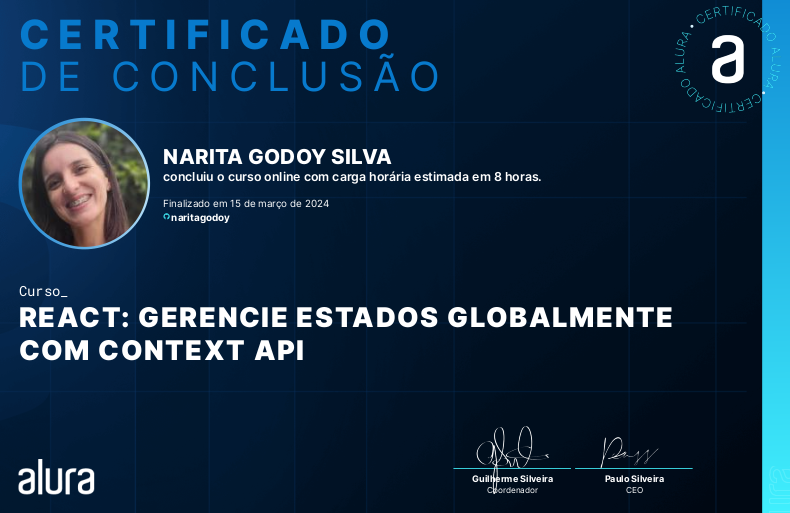 CERTIFICADO
DE CONCLUSÃO
CERTIFICADO ALURA • CERTIFICADO ALURA •
a
NARITA GODOY SILVA
concluiu o curso online com carga horária estimada em 8 horas.
Finalizado em 15 de março de 2024
naritagodoy
Curso_
REACT: GERENCIE ESTADOS GLOBALMENTE
COM CONTEXT API
alura
Guilherme Silveira
Coordenador
Paulo Silveira
CEO